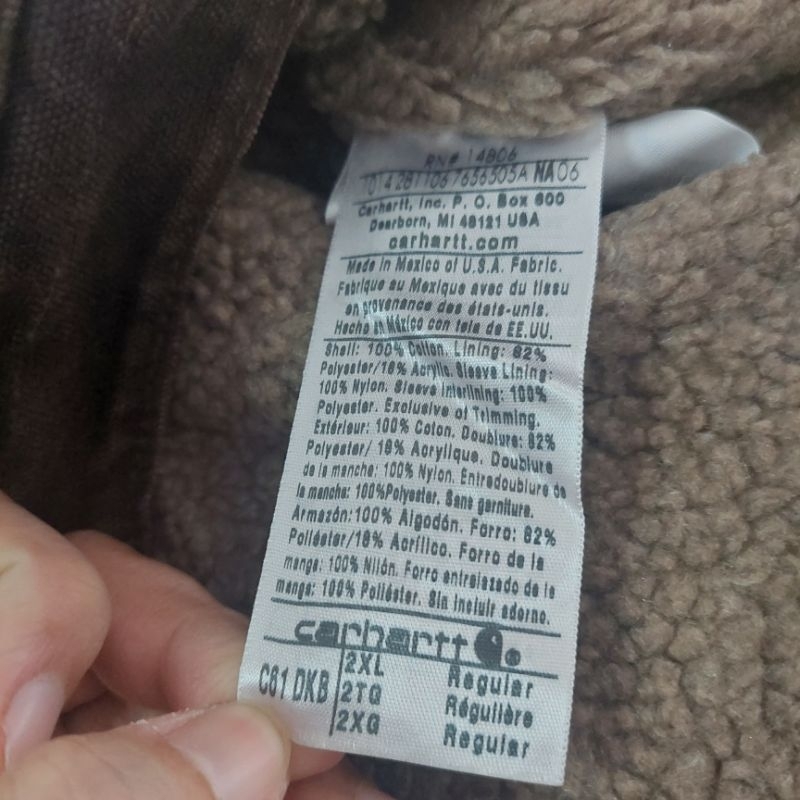 RN# 14806
1014 281106 7656505A NA06
Carhartt, Inc. P. O. Box 600
Dearborn, MI 48121 USA
carhartt.com
Made in Mexico of U.S.A. Fabric.
Fabriqué au Mexique avec du tissu
en provenance des états-unis.
Hecho en México con tela de EE.UU.
Shell: 100% Cotton. Lining: 82%
Polyester/18% Acrylic. Sleeve Lining:
100% Nylon. Sleeve Interlining: 100%
Polyester. Exclusive of Trimming.
Extérieur: 100% Coton. Doublure: 82%
Polyester/ 18% Acrylique. Doublure
de la manche: 100% Nylon. Entredoublure de
la manche: 100%Polyester. Sans garniture.
Armazón: 100% Algodón. Forro: 82%
Poliéster/18% Acrílico. Forro de la
manga: 100% Nilón. Forro entrelazado de la
manga: 100% Poliéster. Sin incluir adorno.
carhartt ®
C61 DKB 2XL Regular
2TG Régulière
2XG Regular